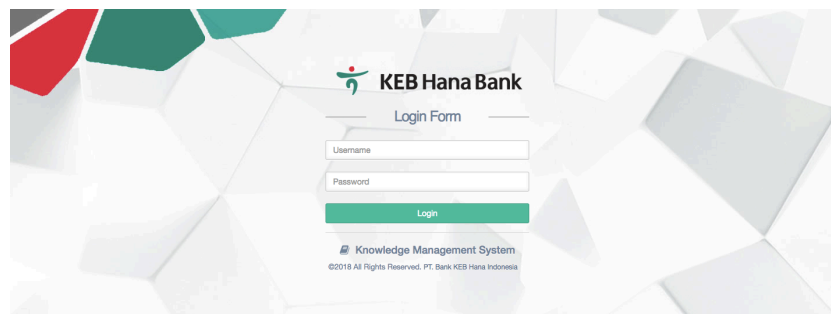 KEB Hana Bank
Login Form
Username
Password
Login
Knowledge Management System
©2018 All Rights Reserved. PT. Bank KEB Hana Indonesia